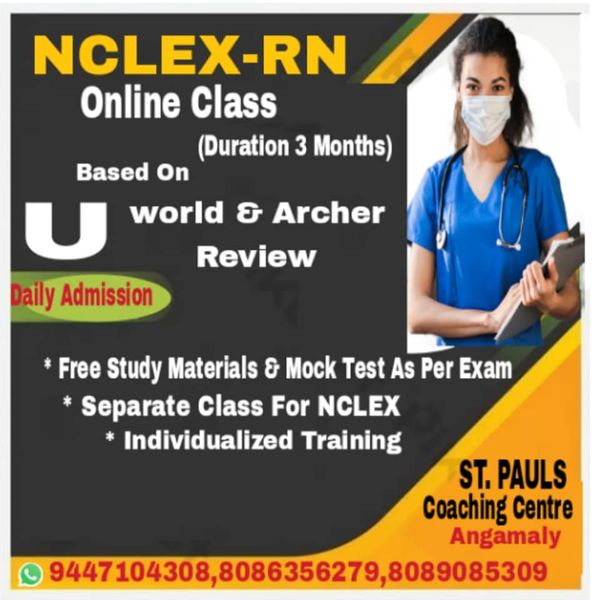 NCLEX-RN
Online Class
(Duration 3 Months)
Based On
U world & Archer
Review
Daily Admission
* Free Study Materials & Mock Test As Per Exam
* Separate Class For NCLEX
* Individualized Training
ST. PAULS
Coaching Centre
Angamaly
9447104308,8086356279,8089085309